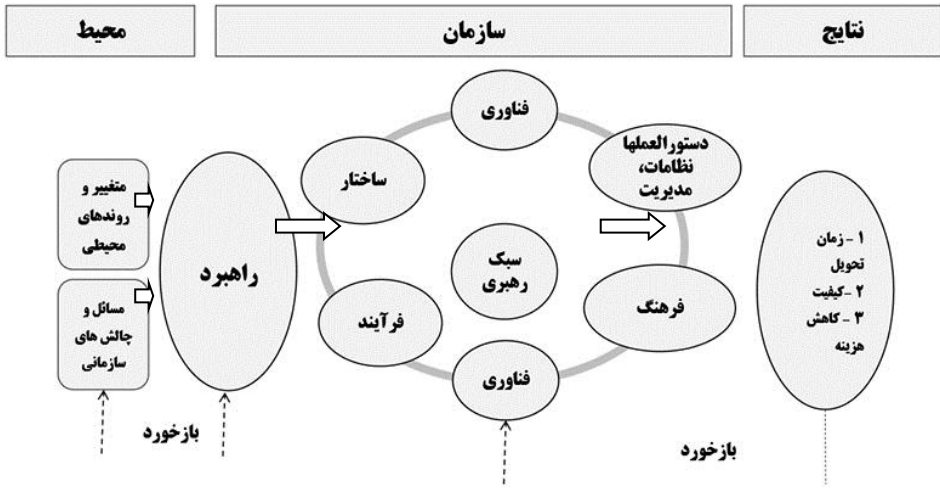 محیط
سازمان
نتایج
متغییر و
روندهای
محیطی
مسائل و
چالش های
سازمانی
راهبرد
ساختار
فناوری
دستورالعملها
نظامات،
مدیریت
سبک
رهبری
فرآیند
فناوری
فرهنگ
۱ - زمان
تحویل
۲ -کیفیت
۳ - کاهش
هزینه
بازخورد
بازخورد